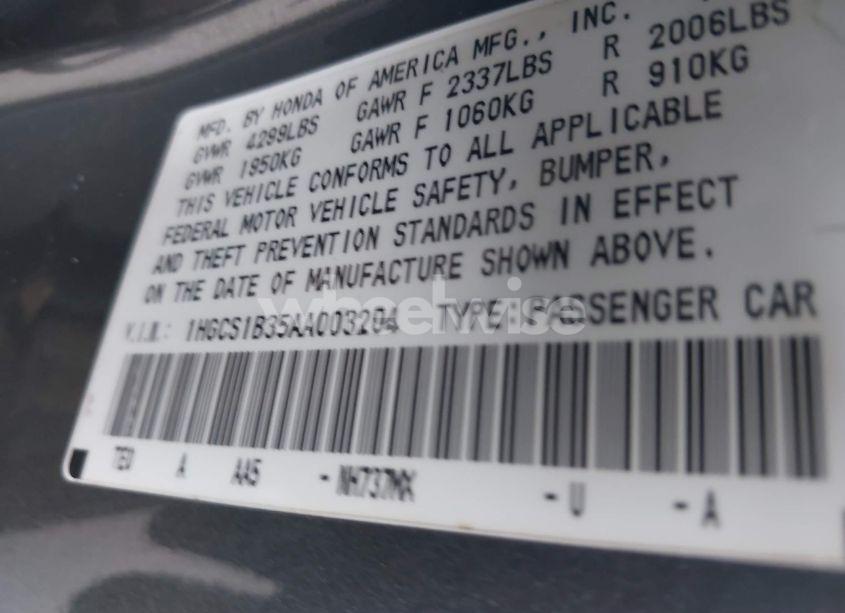 MFD. BY HONDA OF AMERICA MFG., INC.
GVWR 4299LBS GAWR F 2337LBS R 2006LBS
GVWR 1950KG GAWR F 1060KG R 910KG
THIS VEHICLE CONFORMS TO ALL APPLICABLE
FEDERAL MOTOR VEHICLE SAFETY, BUMPER,
AND THEFT PREVENTION STANDARDS IN EFFECT
ON THE DATE OF MANUFACTURE SHOWN ABOVE.
V.I.N: 1HGCS1B35AA003204 TYPE:PASSENGER CAR
wheelwise
TE0 A AA5 -NH737MX -U -A